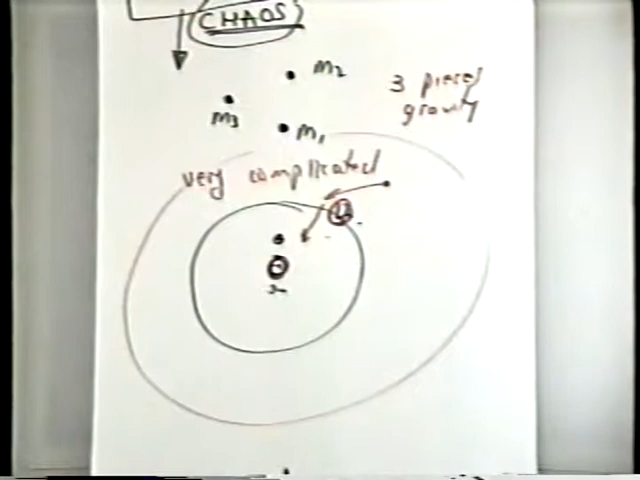 CHAOS
m₂
3 pieces
gravity
m₃
m₁
very complicated